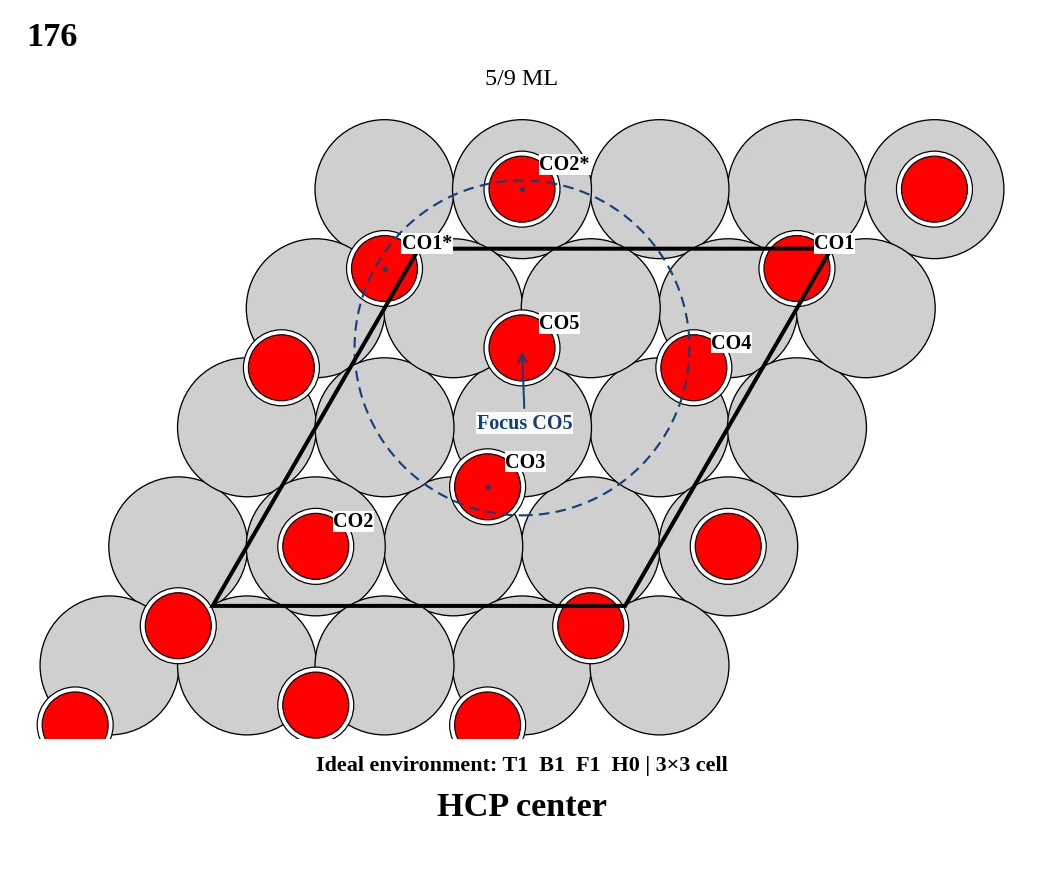 176
5/9 ML
CO2*
CO1*
CO1
CO5
CO4
Focus CO5
CO3
CO2
Ideal environment: T1 B1 F1 H0 | 3×3 cell
HCP center